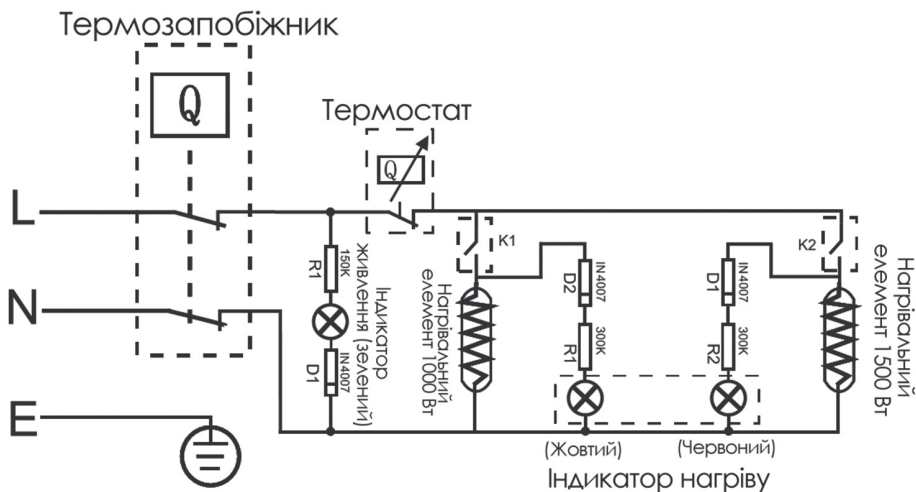 Термозапобіжник
Q
Термостат
Q
L
N
E
K1
K2
150K
R1
IN4007
D1
Індикатор
живлення (зелений)
Нагрівальний
елемент 1000 Вт
IN4007
D2
300K
R1
IN4007
D1
300K
R2
Нагрівальний
елемент 1500 Вт
(Жовтий)
(Червоний)
Індикатор нагріву